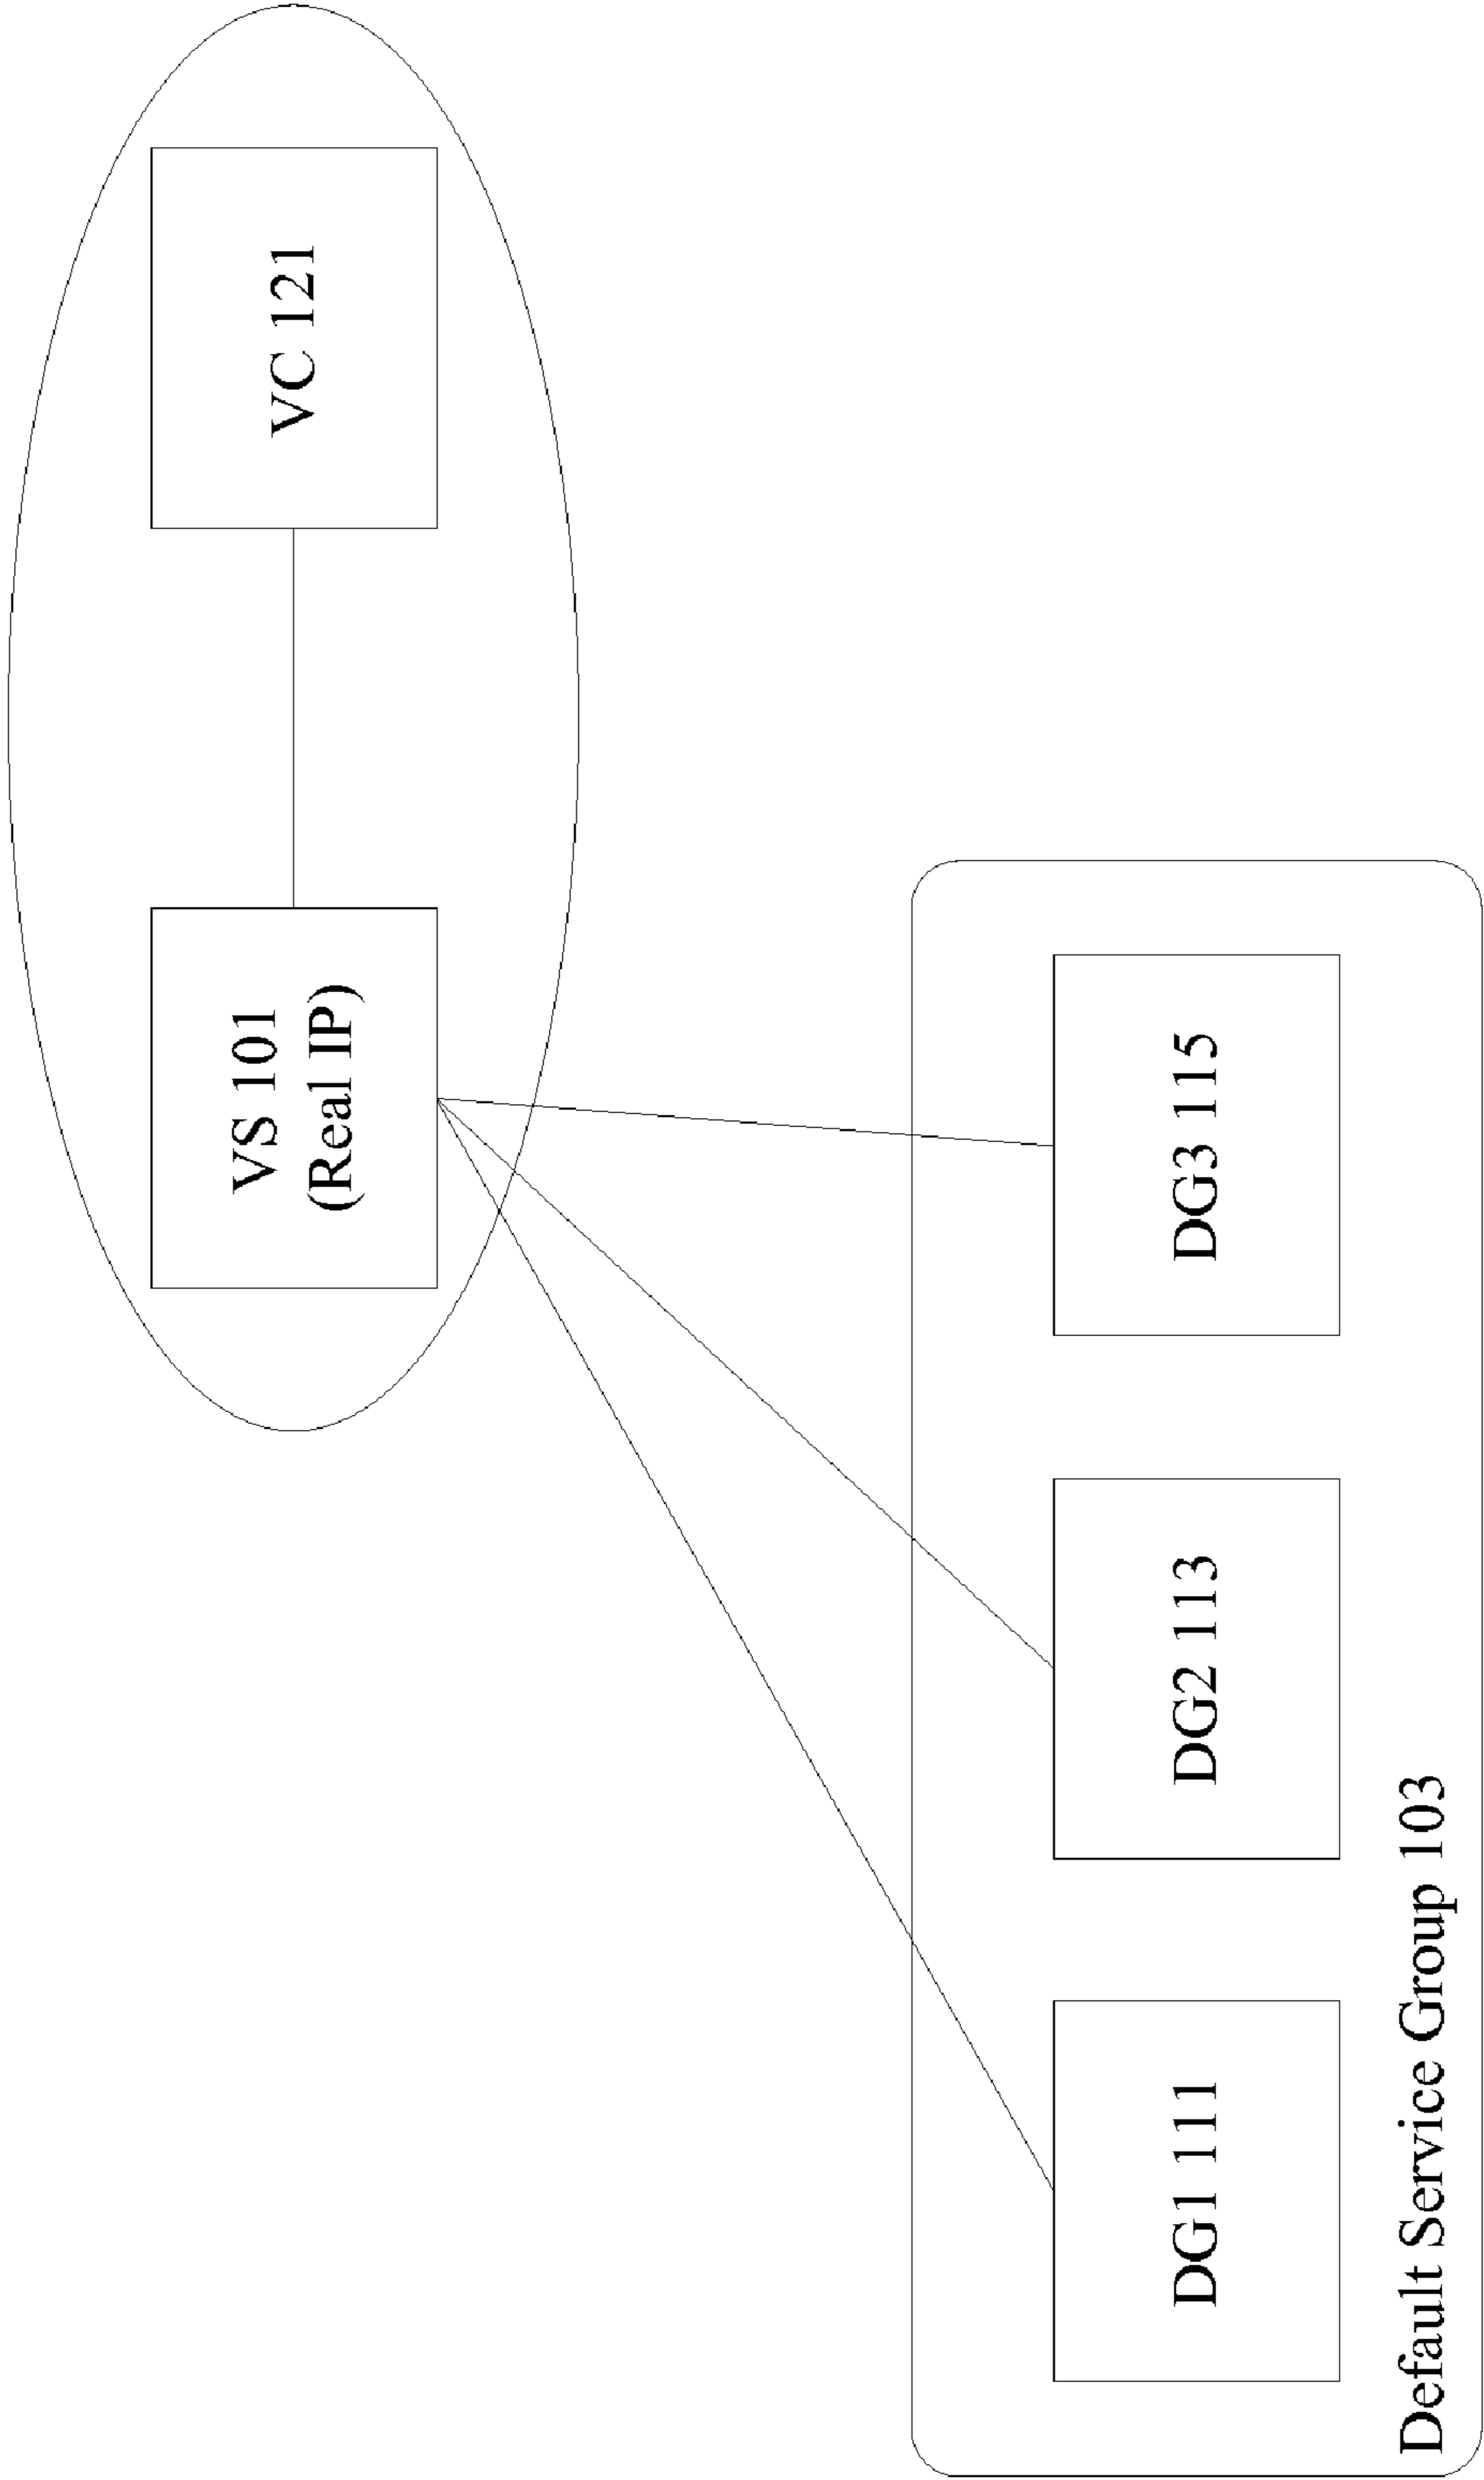 VS 101
(Real IP)
VC 121
DG1 111
DG2 113
DG3 115
Default Service Group 103